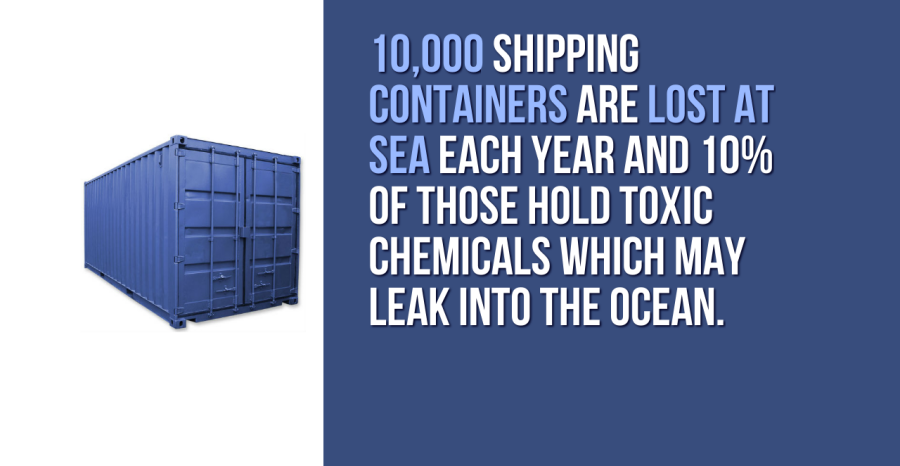 10,000 SHIPPING
CONTAINERS ARE LOST AT
SEA EACH YEAR AND 10%
OF THOSE HOLD TOXIC
CHEMICALS WHICH MAY
LEAK INTO THE OCEAN.